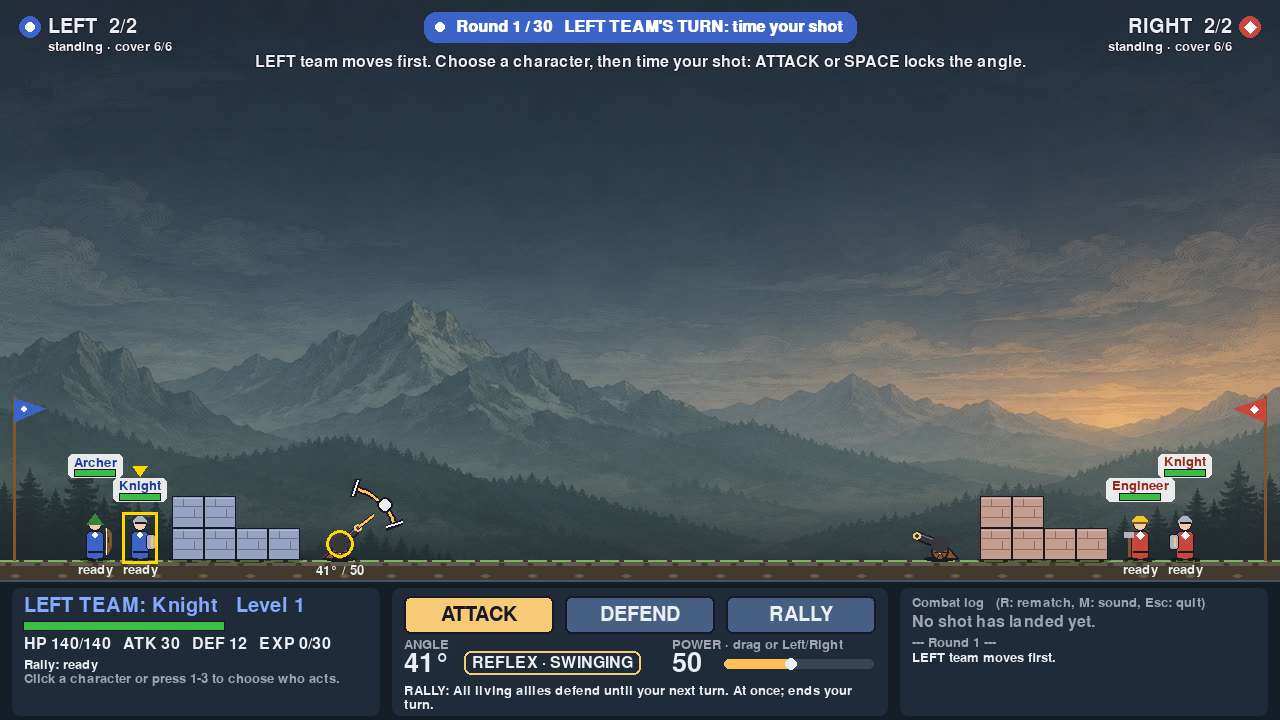 LEFT 2/2
standing · cover 6/6
Round 1 / 30 LEFT TEAM'S TURN: time your shot
RIGHT 2/2
standing · cover 6/6
LEFT team moves first. Choose a character, then time your shot: ATTACK or SPACE locks the angle.
Archer
Knight
Knight
Engineer
ready
ready
41° / 50
ready
ready
LEFT TEAM: Knight Level 1
HP 140/140 ATK 30 DEF 12 EXP 0/30
Rally: ready
Click a character or press 1-3 to choose who acts.
ATTACK
DEFEND
RALLY
ANGLE
41°
REFLEX · SWINGING
POWER · drag or Left/Right
50
RALLY: All living allies defend until your next turn. At once; ends your
turn.
Combat log (R: rematch, M: sound, Esc: quit)
No shot has landed yet.
--- Round 1 ---
LEFT team moves first.